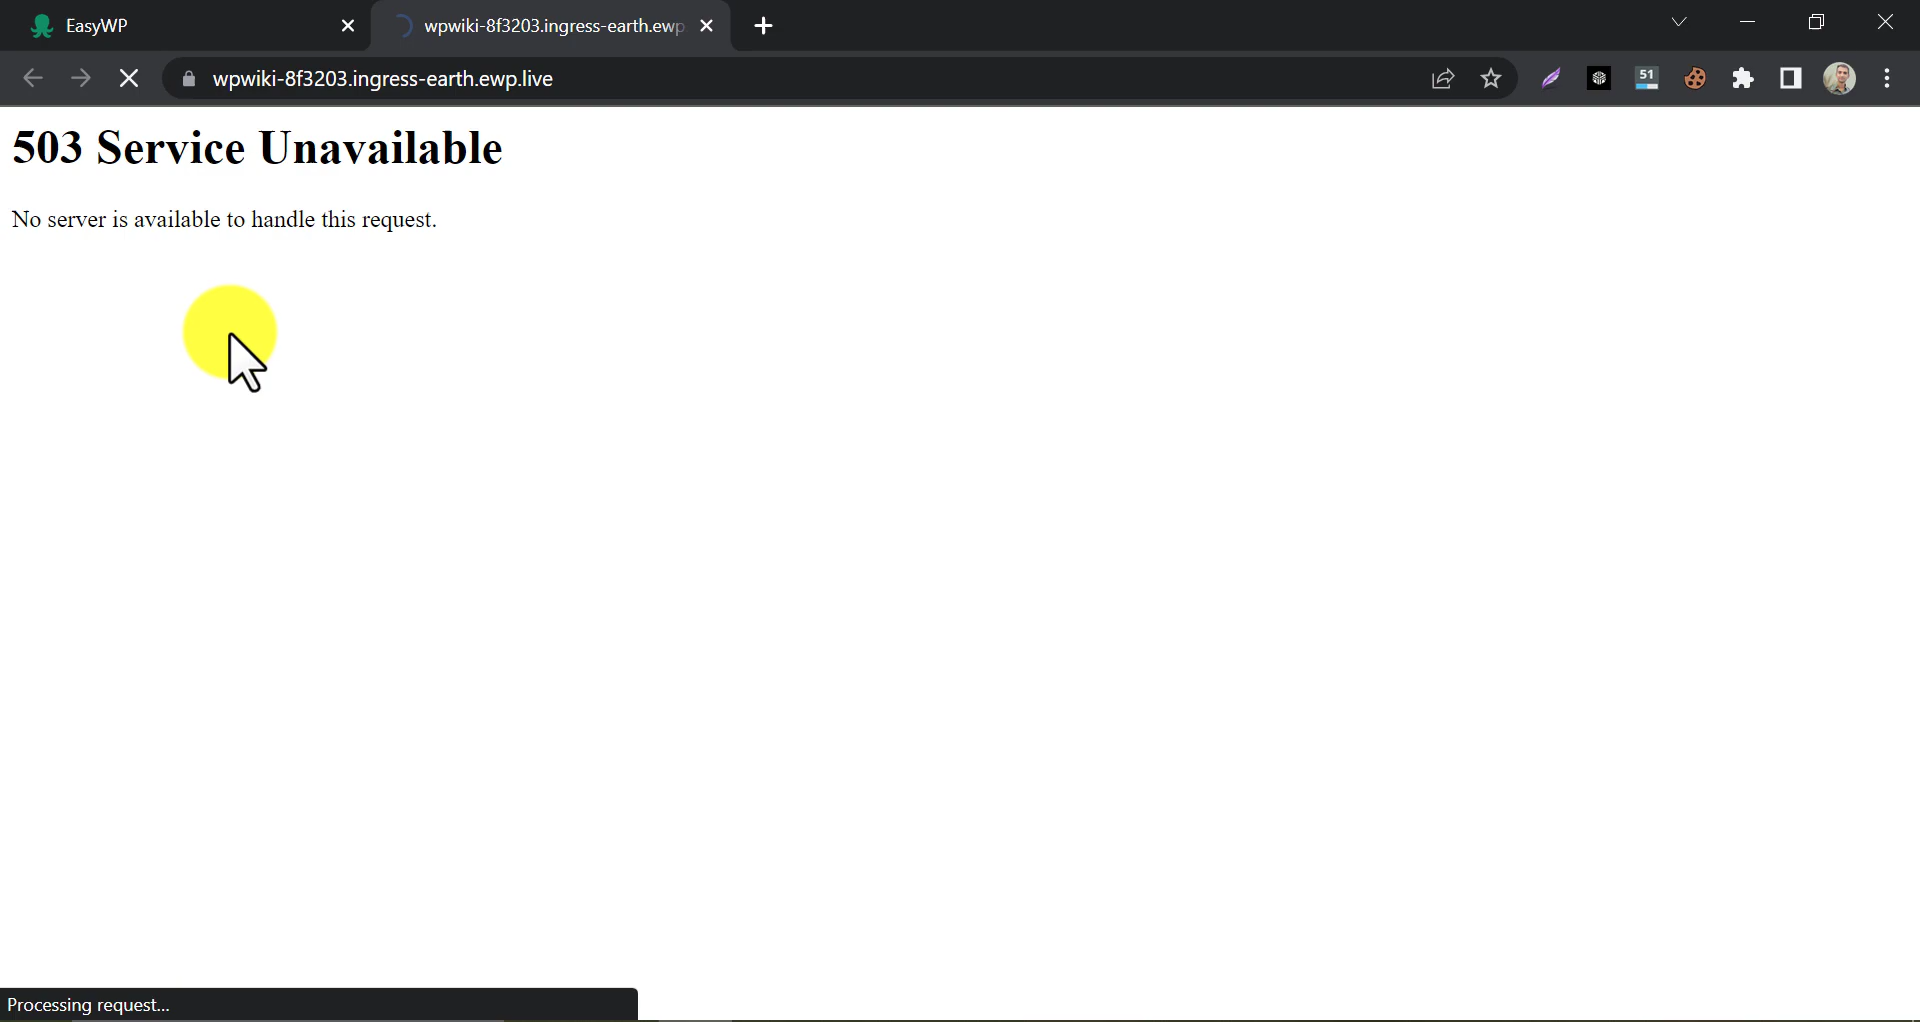 EasyWP
wpwiki-8f3203.ingress-earth.ewp
wpwiki-8f3203.ingress-earth.ewp.live
51
503 Service Unavailable
No server is available to handle this request.
Processing request...